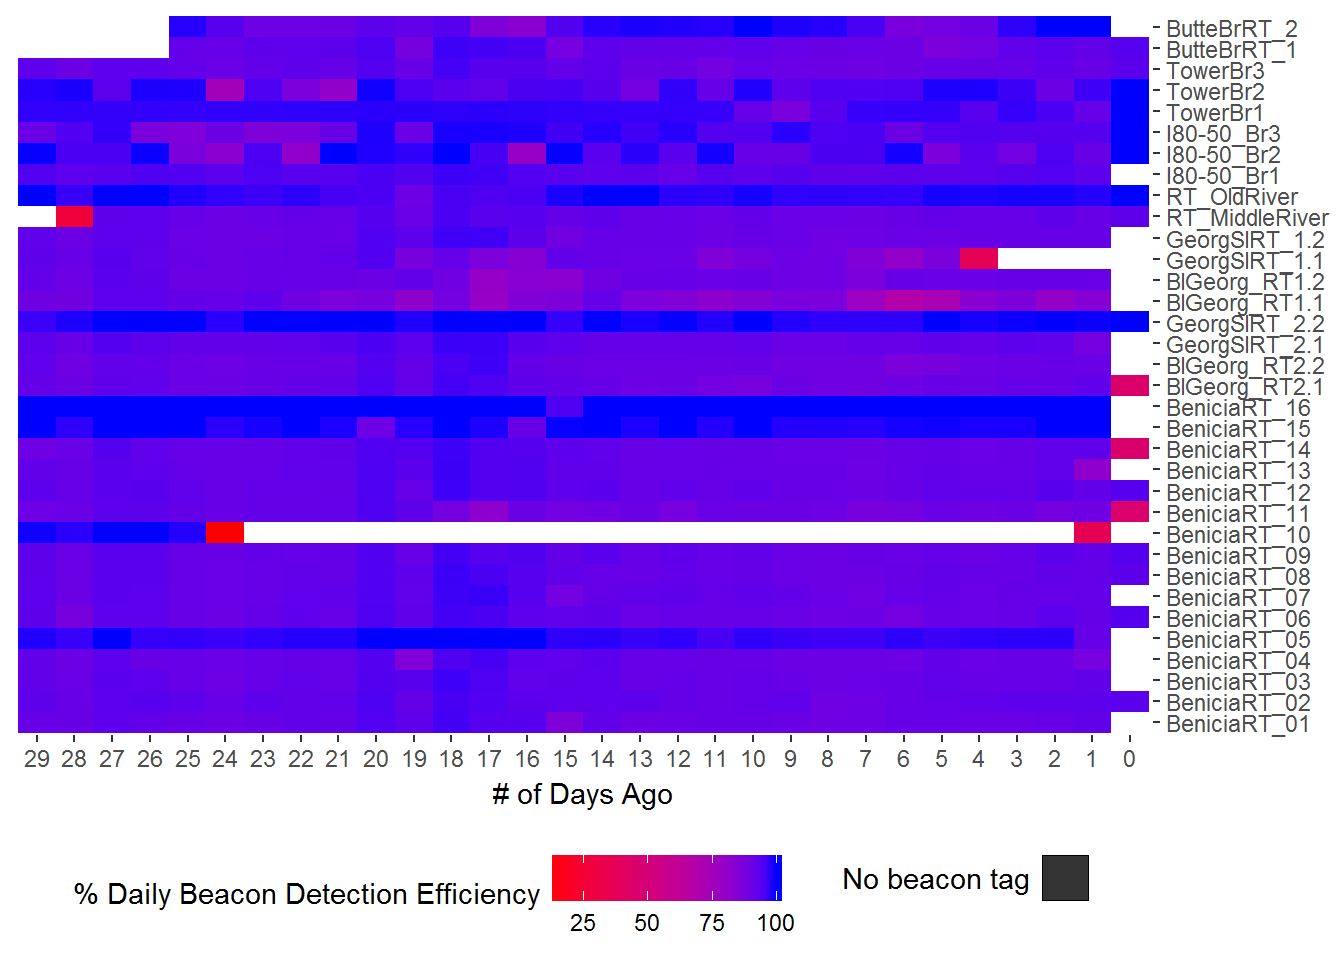 ButteBrRT_2
ButteBrRT_1
TowerBr3
TowerBr2
TowerBr1
I80-50_Br3
I80-50_Br2
I80-50_Br1
RT_OldRiver
RT_MiddleRiver
GeorgSlRT_1.2
GeorgSlRT_1.1
BlGeorg_RT1.2
BlGeorg_RT1.1
GeorgSlRT_2.2
GeorgSlRT_2.1
BlGeorg_RT2.2
BlGeorg_RT2.1
BeniciaRT_16
BeniciaRT_15
BeniciaRT_14
BeniciaRT_13
BeniciaRT_12
BeniciaRT_11
BeniciaRT_10
BeniciaRT_09
BeniciaRT_08
BeniciaRT_07
BeniciaRT_06
BeniciaRT_05
BeniciaRT_04
BeniciaRT_03
BeniciaRT_02
BeniciaRT_01
29 28 27 26 25 24 23 22 21 20 19 18 17 16 15 14 13 12 11 10 9 8 7 6 5 4 3 2 1 0
# of Days Ago
% Daily Beacon Detection Efficiency
25 50 75 100
No beacon tag